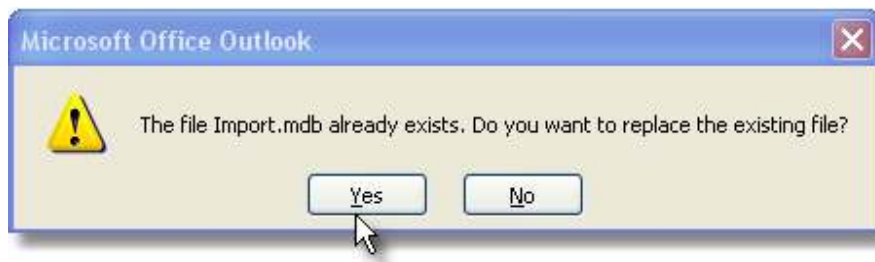 Microsoft Office Outlook
The file Import.mdb already exists. Do you want to replace the existing file?
Yes
No